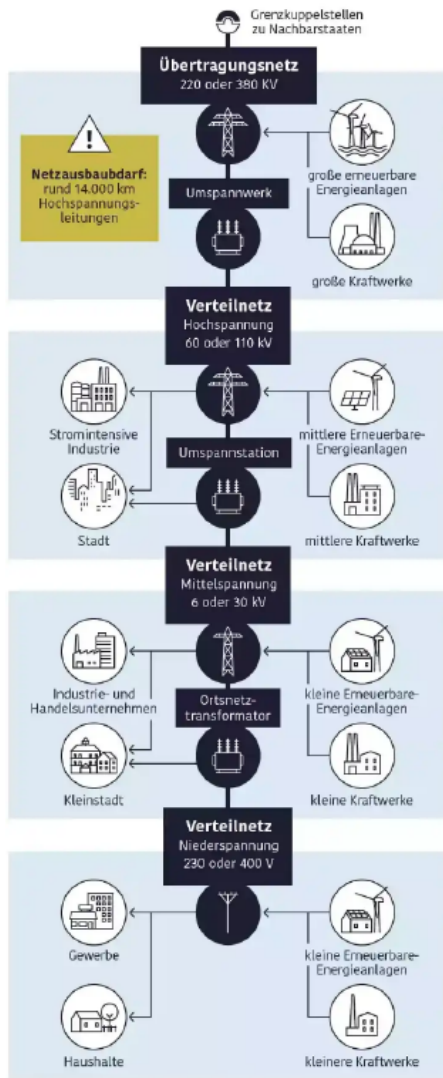 Grenzkuppelstellen
zu Nachbarstaaten
Übertragungsnetz
220 oder 380 KV
!
Netzausbaubdarf:
rund 14.000 km
Hochspannungs-
leitungen
große erneuerbare
Energieanlagen
Umspannwerk
große Kraftwerke
Verteilnetz
Hochspannung
60 oder 110 kV
Stromintensive
Industrie
mittlere Erneuerbare-
Energieanlagen
Umspannstation
Stadt
mittlere Kraftwerke
Verteilnetz
Mittelspannung
6 oder 30 kV
Industrie- und
Handelsunternehmen
kleine Erneuerbare-
Energieanlagen
Ortsnetz-
transformator
Kleinstadt
kleine Kraftwerke
Verteilnetz
Niederspannung
230 oder 400 V
Gewerbe
kleine Erneuerbare-
Energieanlagen
Haushalte
kleinere Kraftwerke